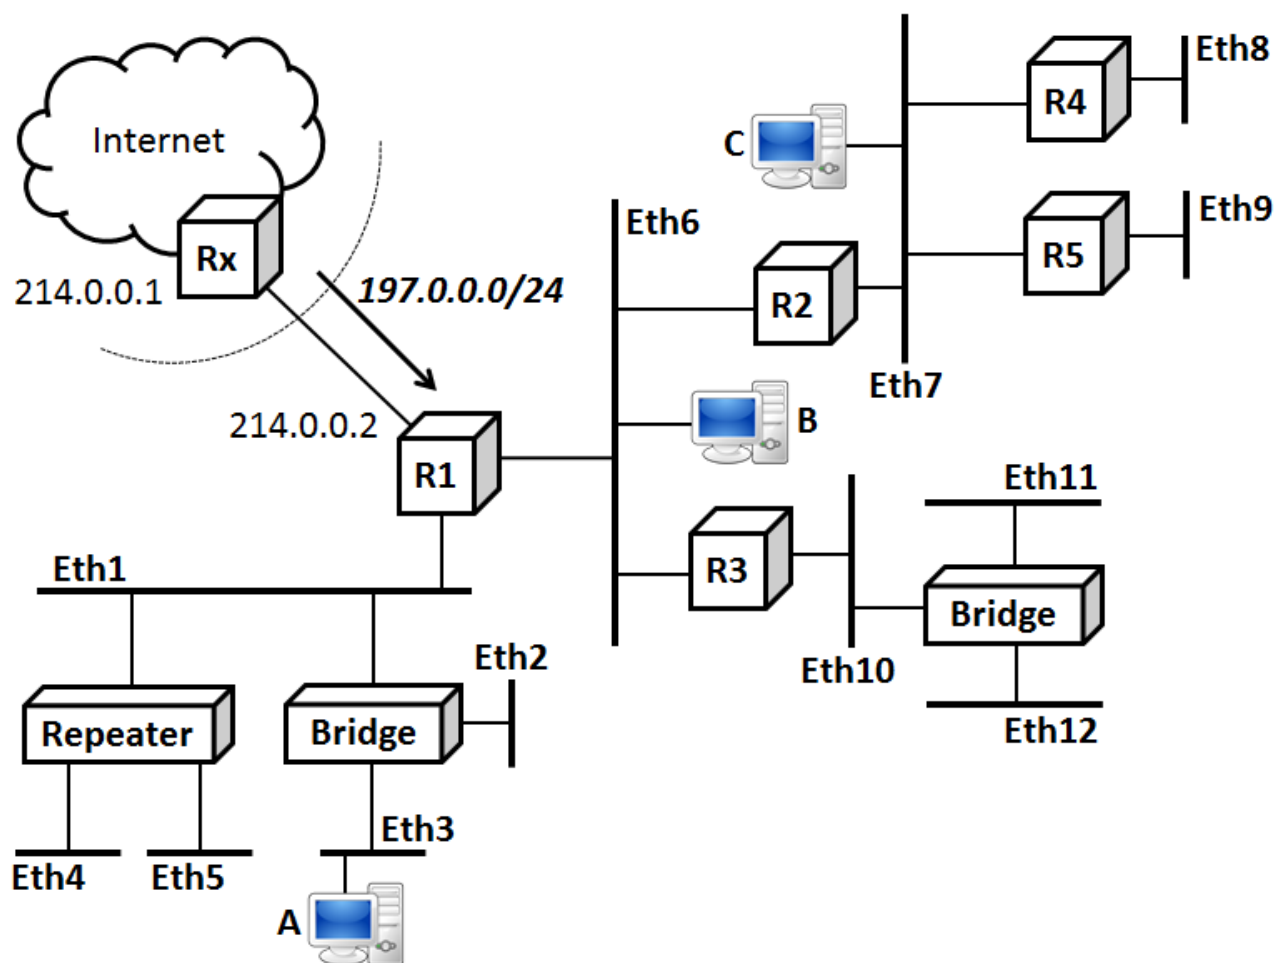 Internet
Rx
214.0.0.1
197.0.0.0/24
214.0.0.2
R1
Eth1
Repeater
Bridge
Eth2
Eth3
Eth4
Eth5
A
Eth6
R2
B
R3
C
Eth7
R4
Eth8
R5
Eth9
Eth10
Eth11
Bridge
Eth12